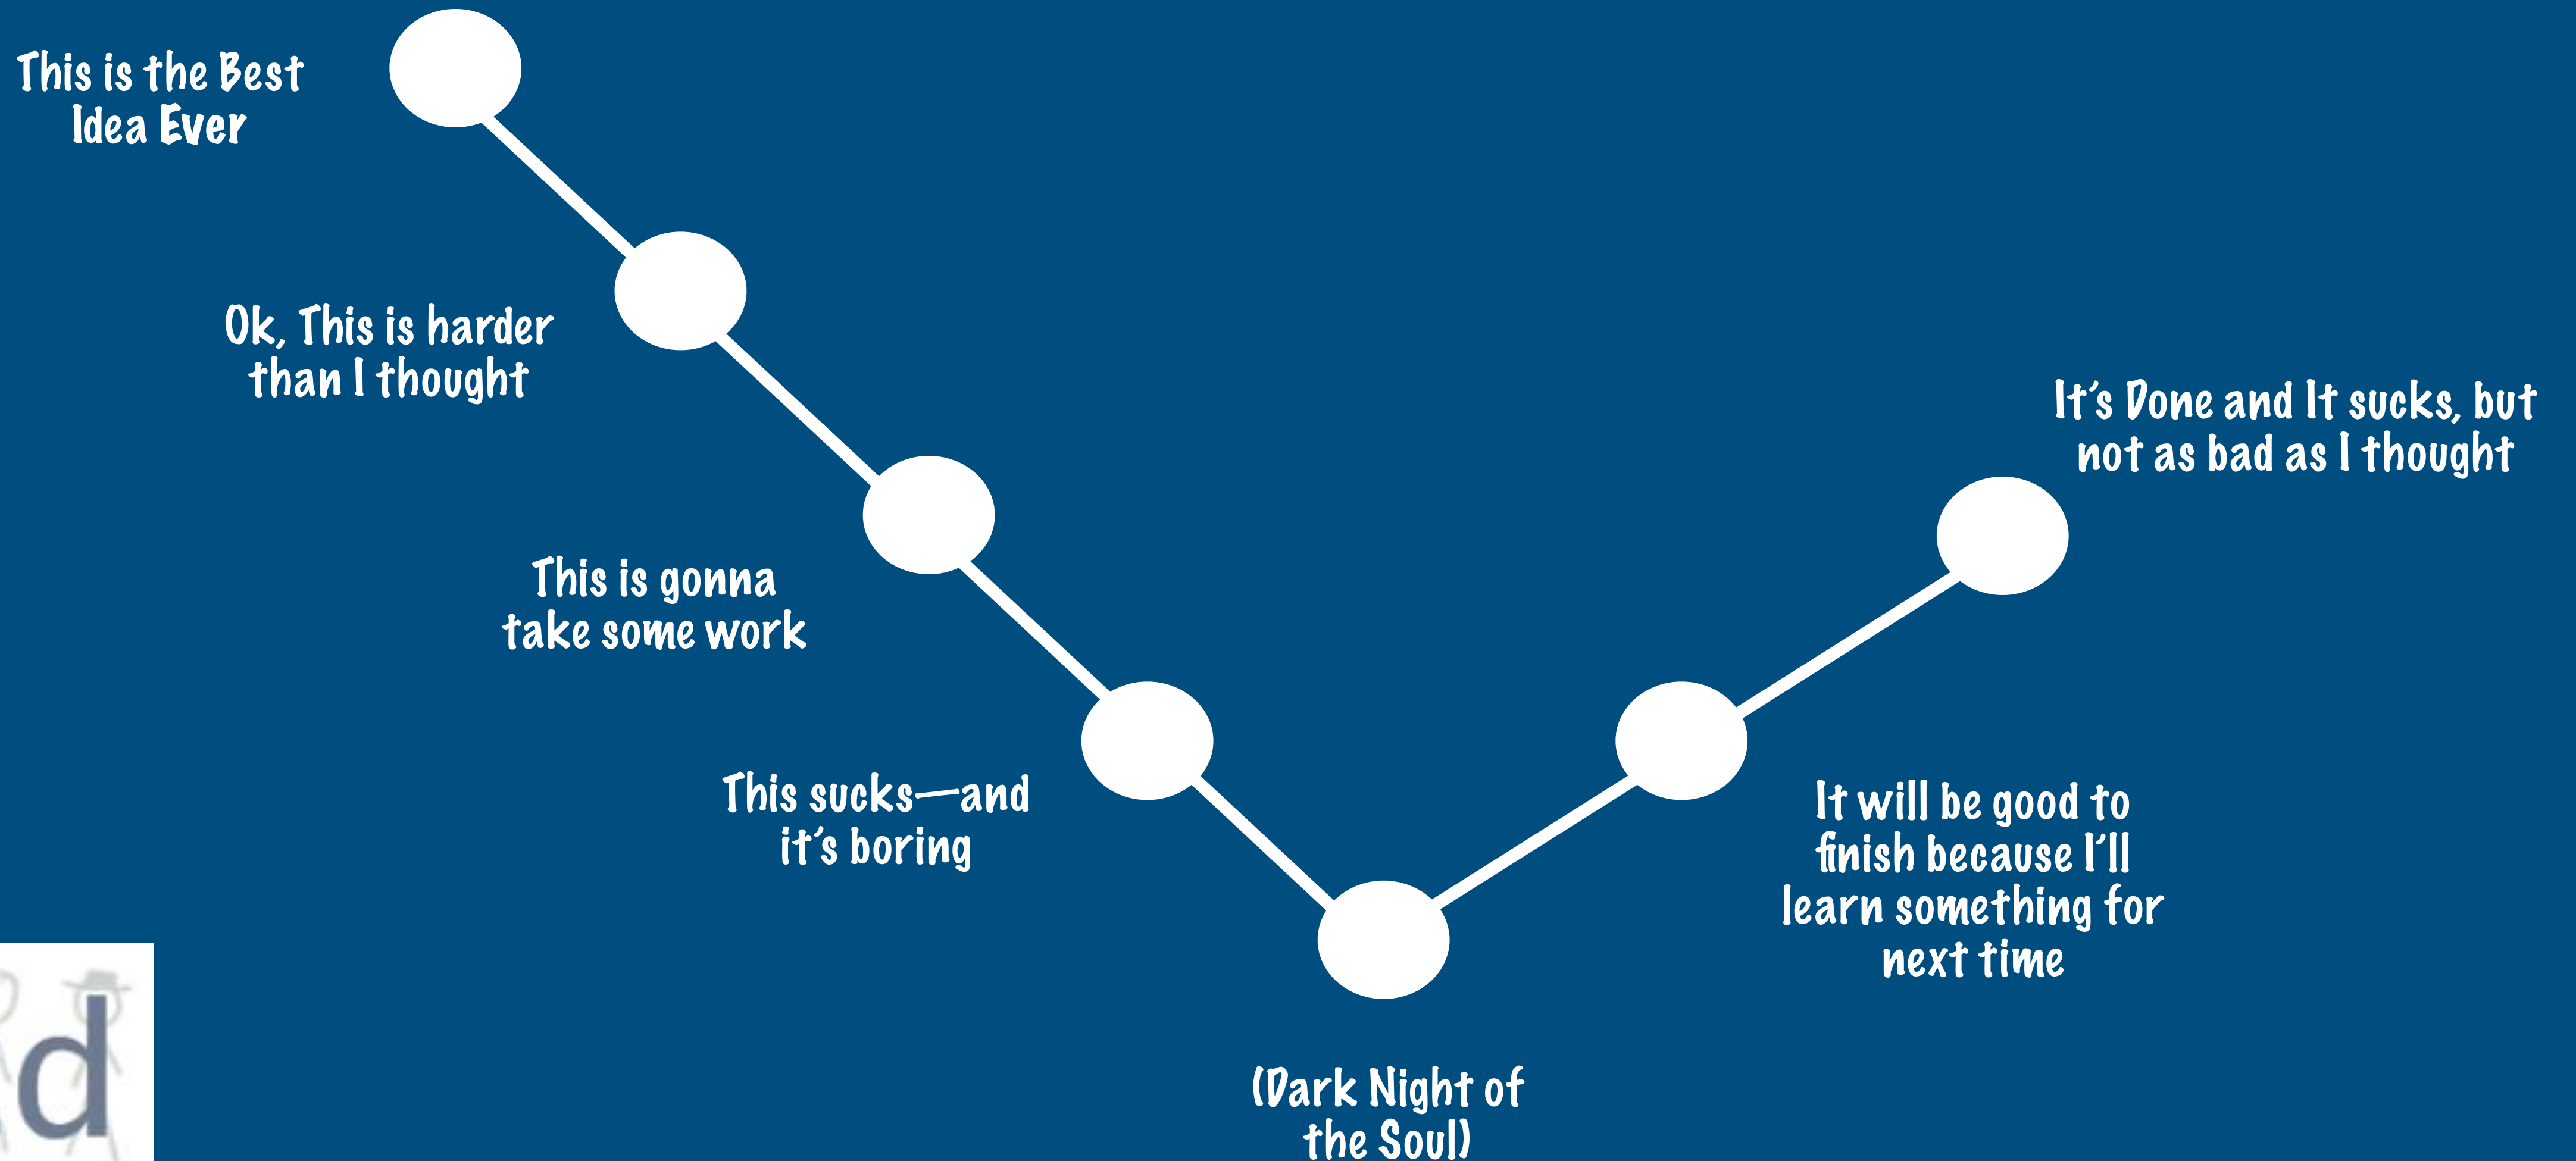 This is the Best
Idea Ever
Ok, This is harder
than I thought
This is gonna
take some work
This sucks—and
it's boring
(Dark Night of
the Soul)
It will be good to
finish because I'll
learn something for
next time
It's Done and It sucks, but
not as bad as I thought
d